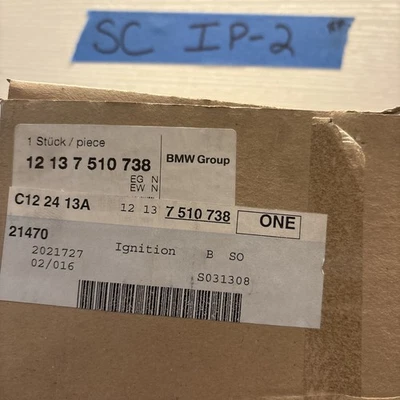 SC IP-2
1 Stück / piece
12 13 7 510 738
BMW Group
EG N
EW N
C12 24 13A 12 13 7 510 738 ONE
21470
2021727 Ignition B SO
02/016
S031308